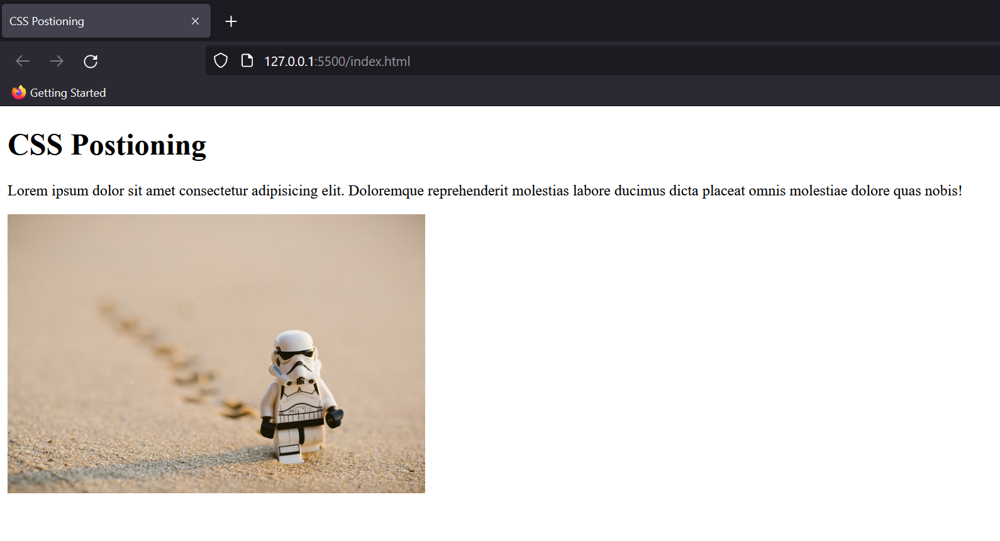 CSS Postioning
127.0.0.1:5500/index.html
Getting Started
CSS Postioning
Lorem ipsum dolor sit amet consectetur adipisicing elit. Doloremque reprehenderit molestias labore ducimus dicta placeat omnis molestiae dolore quas nobis!